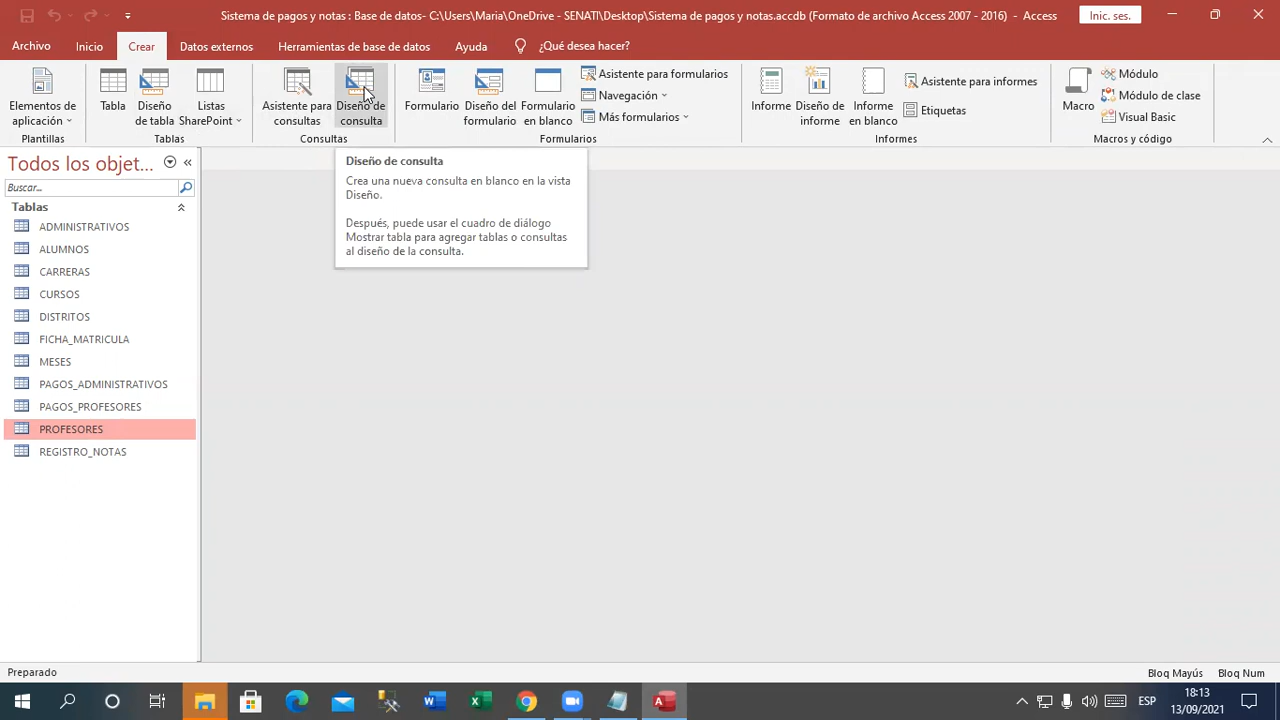 Sistema de pagos y notas : Base de datos- C:\Users\Maria\OneDrive - SENATI\Desktop\Sistema de pagos y notas.accdb (Formato de archivo Access 2007 - 2016) - Access
Inic. ses.
Archivo Inicio Crear Datos externos Herramientas de base de datos Ayuda ¿Qué desea hacer?
Elementos de aplicación
Tabla
Diseño de tabla
Listas SharePoint
Asistente para consultas
Diseño de consulta
Formulario
Diseño del formulario
Formulario en blanco
Asistente para formularios
Navegación
Más formularios
Informe
Diseño de informe
Informe en blanco
Asistente para informes
Etiquetas
Macro
Módulo
Módulo de clase
Visual Basic
Plantillas Tablas Consultas Formularios Informes Macros y código
Todos los objet...
Buscar...
Tablas
ADMINISTRATIVOS
ALUMNOS
CARRERAS
CURSOS
DISTRITOS
FICHA_MATRICULA
MESES
PAGOS_ADMINISTRATIVOS
PAGOS_PROFESORES
PROFESORES
REGISTRO_NOTAS
Diseño de consulta
Crea una nueva consulta en blanco en la vista
Diseño.
Después, puede usar el cuadro de diálogo
Mostrar tabla para agregar tablas o consultas
al diseño de la consulta.
Preparado
Bloq Mayús Bloq Num
ESP
18:13
13/09/2021